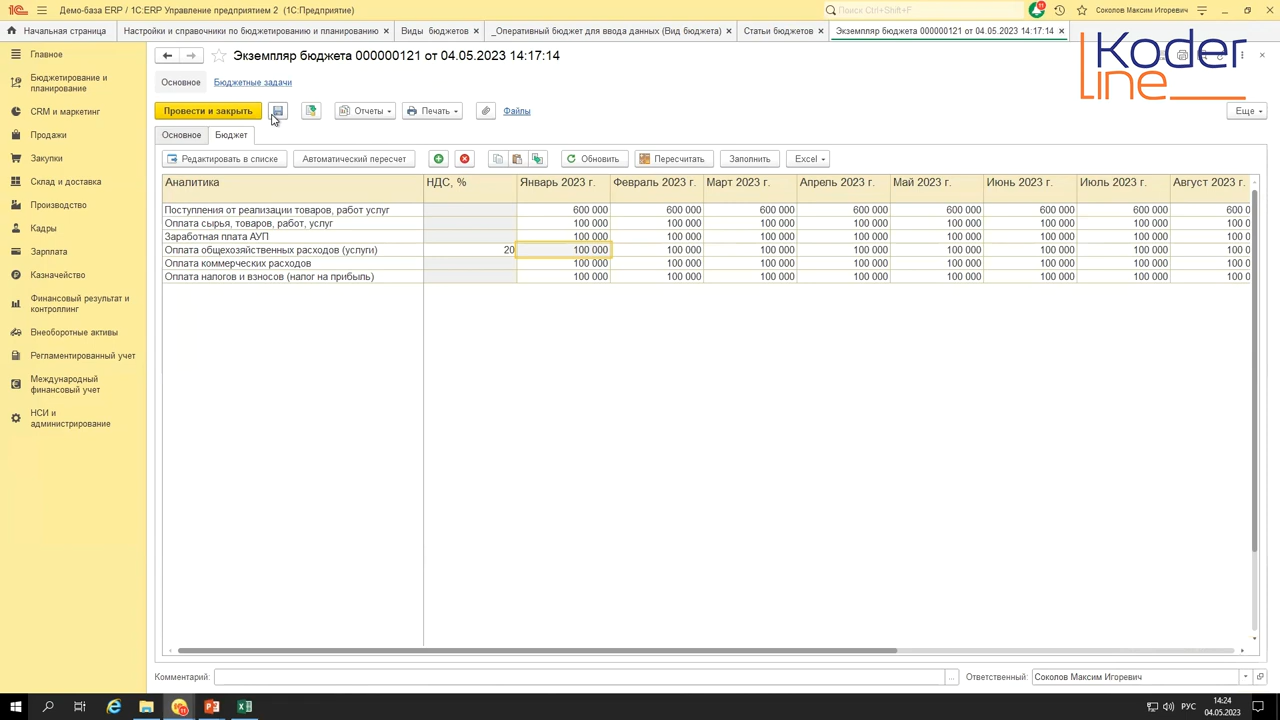 Демо-база ERP / 1С:ERP Управление предприятием 2 (1С:Предприятие)
Поиск Ctrl+Shift+F
Соколов Максим Игоревич
Начальная страница
Настройки и справочники по бюджетированию и планированию
Виды бюджетов
_Оперативный бюджет для ввода данных (Вид бюджета)
Статьи бюджетов
Экземпляр бюджета 000000121 от 04.05.2023 14:17:14
Главное
Бюджетирование и
планирование
CRM и маркетинг
Продажи
Закупки
Склад и доставка
Производство
Кадры
Зарплата
Казначейство
Финансовый результат и
контроллинг
Внеоборотные активы
Регламентированный учет
Международный
финансовый учет
НСИ и
администрирование
Экземпляр бюджета 000000121 от 04.05.2023 14:17:14
Koder
line
Основное Бюджетные задачи
Провести и закрыть Отчеты Печать Файлы Еще
Основное Бюджет
Редактировать в списке Автоматический пересчет Обновить Пересчитать Заполнить Excel
Аналитика НДС, % Январь 2023 г. Февраль 2023 г. Март 2023 г. Апрель 2023 г. Май 2023 г. Июнь 2023 г. Июль 2023 г. Август 2023 г.
Поступления от реализации товаров, работ услуг 600 000 600 000 600 000 600 000 600 000 600 000 600 000 600 0
Оплата сырья, товаров, работ, услуг 100 000 100 000 100 000 100 000 100 000 100 000 100 000 100 0
Заработная плата АУП 100 000 100 000 100 000 100 000 100 000 100 000 100 000 100 0
Оплата общехозяйственных расходов (услуги) 20 100 000 100 000 100 000 100 000 100 000 100 000 100 000 100 0
Оплата коммерческих расходов 100 000 100 000 100 000 100 000 100 000 100 000 100 000 100 0
Оплата налогов и взносов (налог на прибыль) 100 000 100 000 100 000 100 000 100 000 100 000 100 000 100 0
Комментарий: Ответственный: Соколов Максим Игоревич
РУС
14:24
04.05.2023